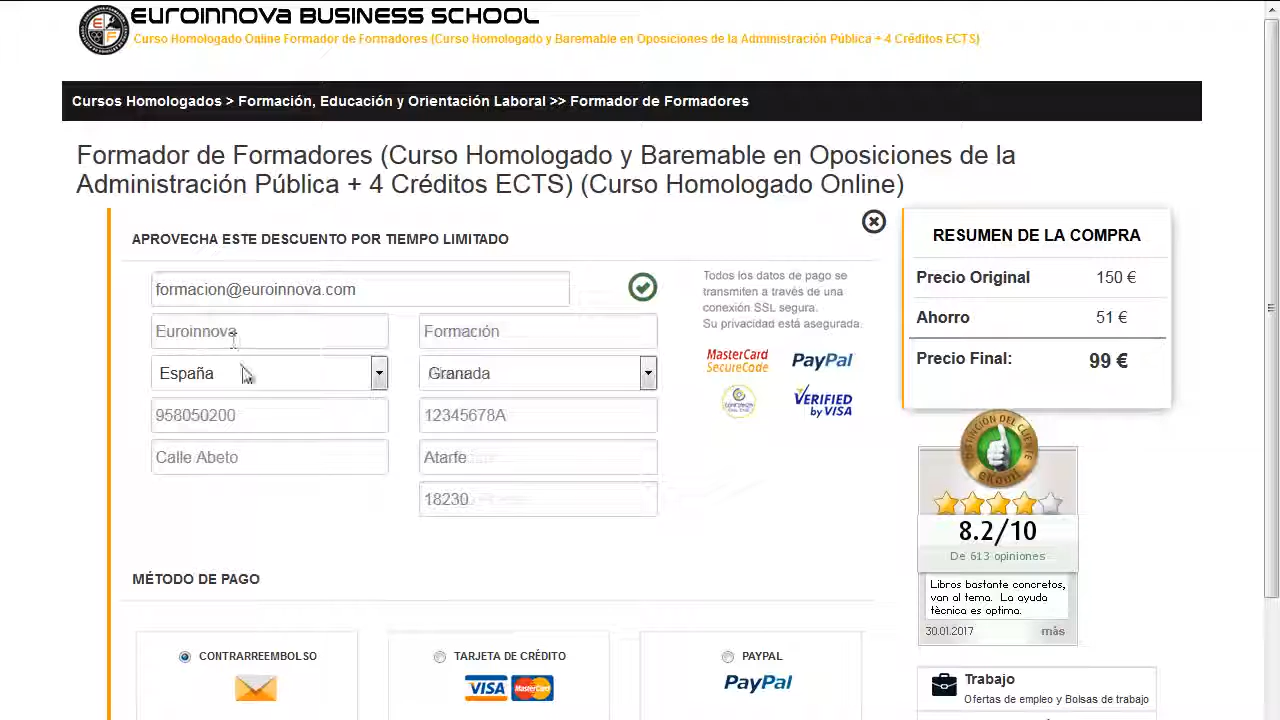 EUROINNOVA BUSINESS SCHOOL
Curso Homologado Online Formador de Formadores (Curso Homologado y Baremable en Oposiciones de la Administración Pública + 4 Créditos ECTS)
Cursos Homologados > Formación, Educación y Orientación Laboral >> Formador de Formadores
Formador de Formadores (Curso Homologado y Baremable en Oposiciones de la
Administración Pública + 4 Créditos ECTS) (Curso Homologado Online)
APROVECHA ESTE DESCUENTO POR TIEMPO LIMITADO
formacion@euroinnova.com
Euroinnova
Formación
España
Granada
958050200
12345678A
Calle Abeto
Atarfe
18230
Todos los datos de pago se
transmiten a través de una
conexión SSL segura.
Su privacidad está asegurada.
MasterCard
SecureCode
PayPal
VERIFIED
by VISA
MÉTODO DE PAGO
CONTRARREEMBOLSO
TARJETA DE CRÉDITO
VISA
MasterCard
PAYPAL
PayPal
RESUMEN DE LA COMPRA
Precio Original 150 €
Ahorro 51 €
Precio Final: 99 €
DISTINCIÓN DEL CLIENTE
eKomi
8.2/10
De 613 opiniones
Libros bastante concretos,
van al tema. La ayuda
tècnica es optima.
30.01.2017 más
Trabajo
Ofertas de empleo y Bolsas de trabajo